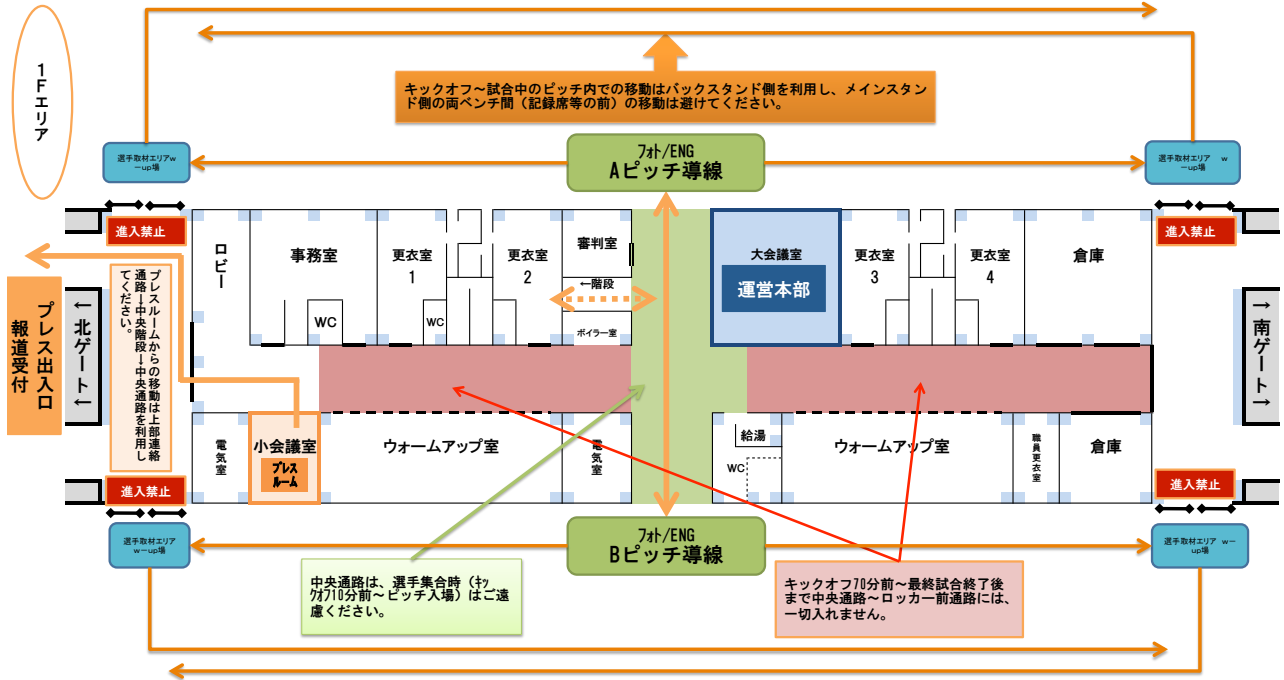 1Fエリア
キックオフ~試合中のピッチ内での移動はバックスタンド側を利用し、メインスタン
ド側の両ベンチ間（記録席等の前）の移動は避けてください。
選手取材エリアw
ーup場
ﾌｫﾄ/ENG
Aピッチ導線
選手取材エリア w
ーup場
進入禁止
進入禁止
ロビー
事務室
WC
更衣室
1
WC
更衣室
2
審判室
←階段
ボイラー室
大会議室
運営本部
更衣室
3
更衣室
4
倉庫
プレス出入口
報道受付
←北ゲート←
プレスルームからの移動は上部連絡
通路→中央階段→中央通路を利用し
てください。
→南ゲート→
電気室
小会議室
プレス
ルーム
ウォームアップ室
電気室
給湯
WC
ウォームアップ室
職員更衣室
倉庫
進入禁止
進入禁止
選手取材エリア
wーup場
ﾌｫﾄ/ENG
Bピッチ導線
選手取材エリア wー
up場
中央通路は、選手集合時（ｷｯ
ｸｵﾌ10分前～ピッチ入場）はご遠
慮ください。
キックオフ70分前～最終試合終了後
まで中央通路～ロッカー前通路には、
一切入れません。